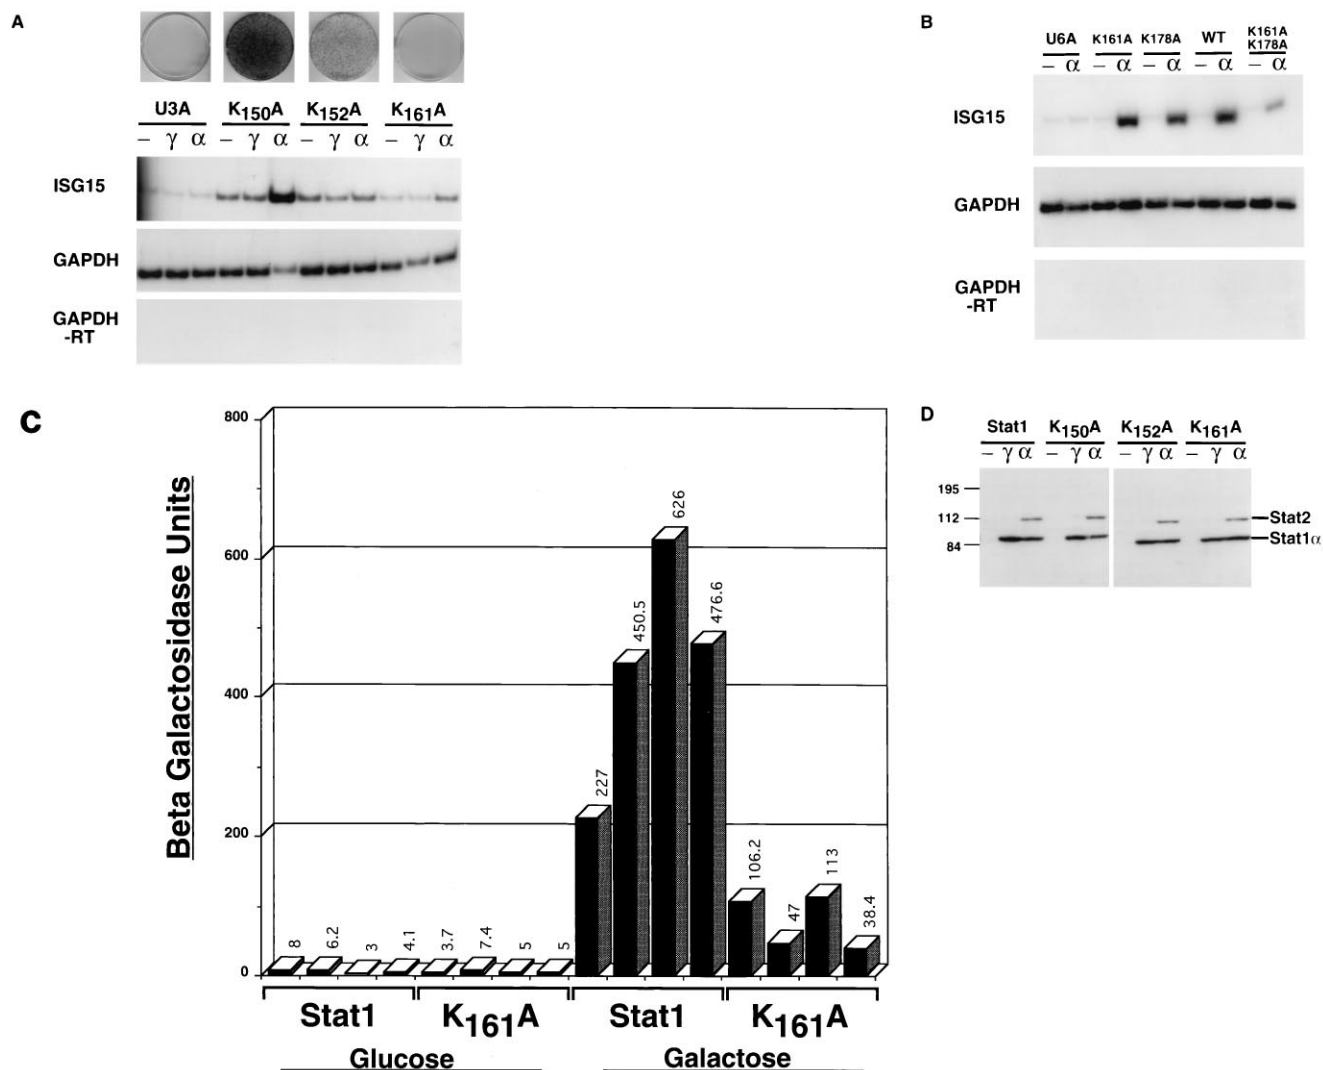 A
U3A K150A K152A K161A
– γ α – γ α – γ α – γ α
ISG15
GAPDH
GAPDH
-RT
B
U6A K161A K178A WT K161A K178A
– α – α – α – α – α
ISG15
GAPDH
GAPDH
-RT
C
Beta Galactosidase Units
800
600
400
200
0
8 6.2 3 4.1 3.7 7.4 5 5 227 450.5 626 476.6 106.2 47 113 38.4
Stat1 K161A Stat1 K161A
Glucose Galactose
D
Stat1 K150A K152A K161A
– γ α – γ α – γ α – γ α
195
112
84
Stat2
Stat1α